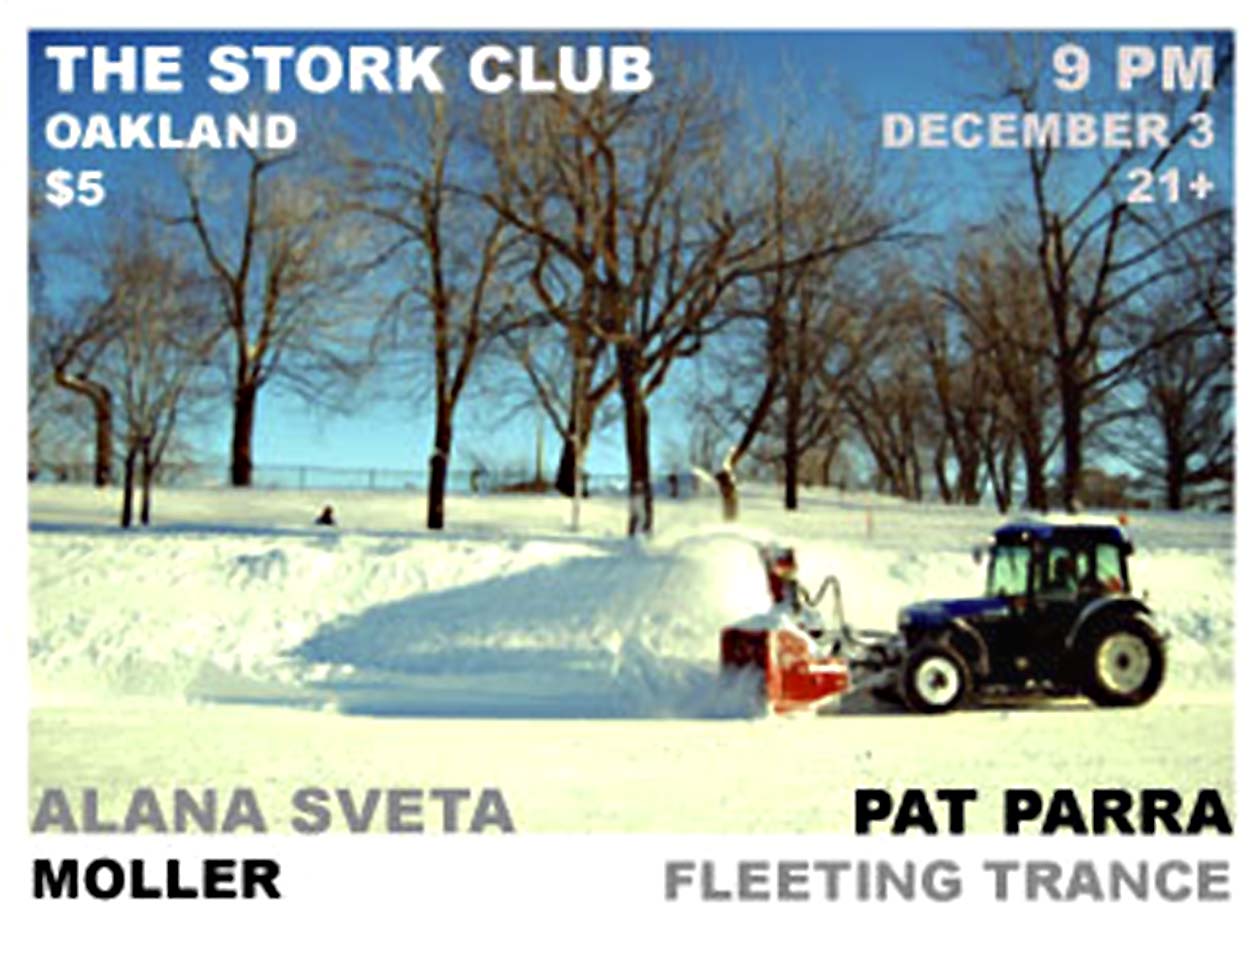 THE STORK CLUB
OAKLAND
$5
9 PM
DECEMBER 3
21+
ALANA SVETA
MOLLER
PAT PARRA
FLEETING TRANCE